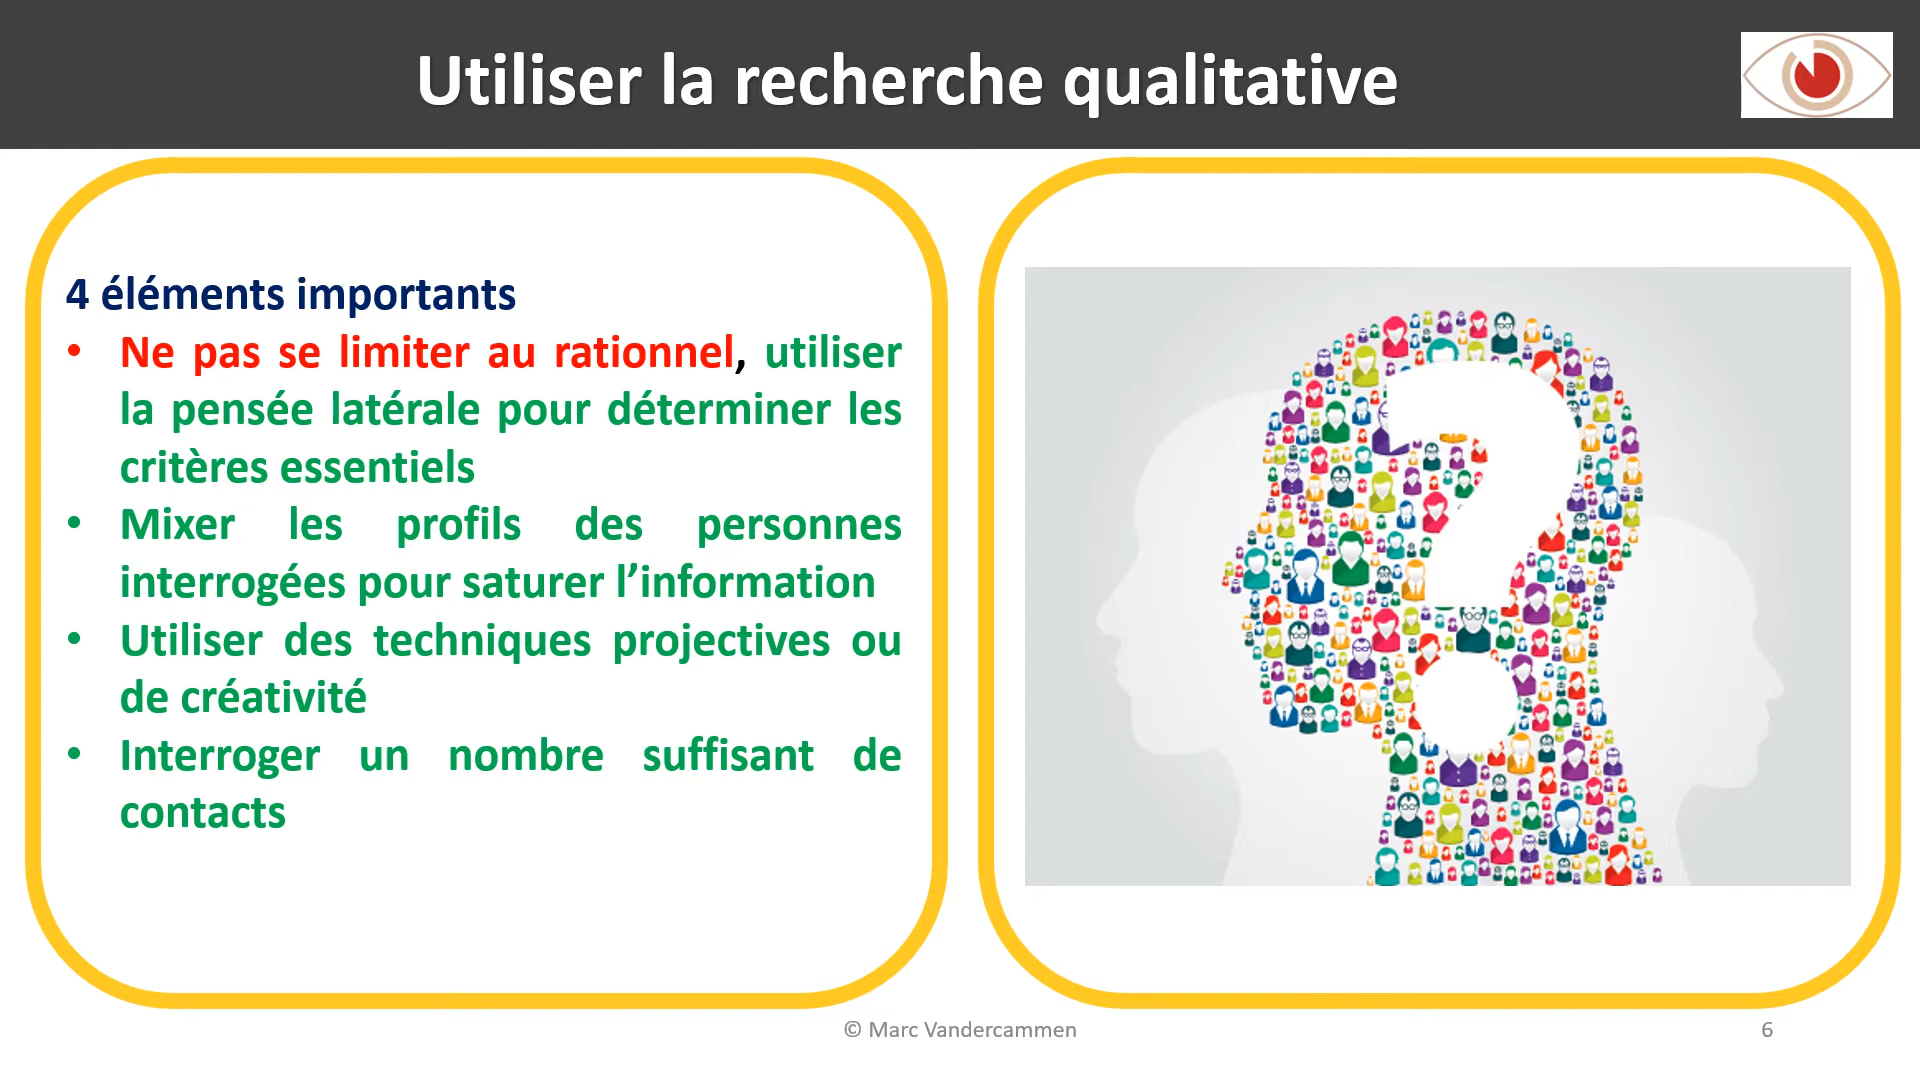 Utiliser la recherche qualitative
4 éléments importants
• Ne pas se limiter au rationnel, utiliser
la pensée latérale pour déterminer les
critères essentiels
• Mixer les profils des personnes
interrogées pour saturer l’information
• Utiliser des techniques projectives ou
de créativité
• Interroger un nombre suffisant de
contacts
© Marc Vandercammen
6